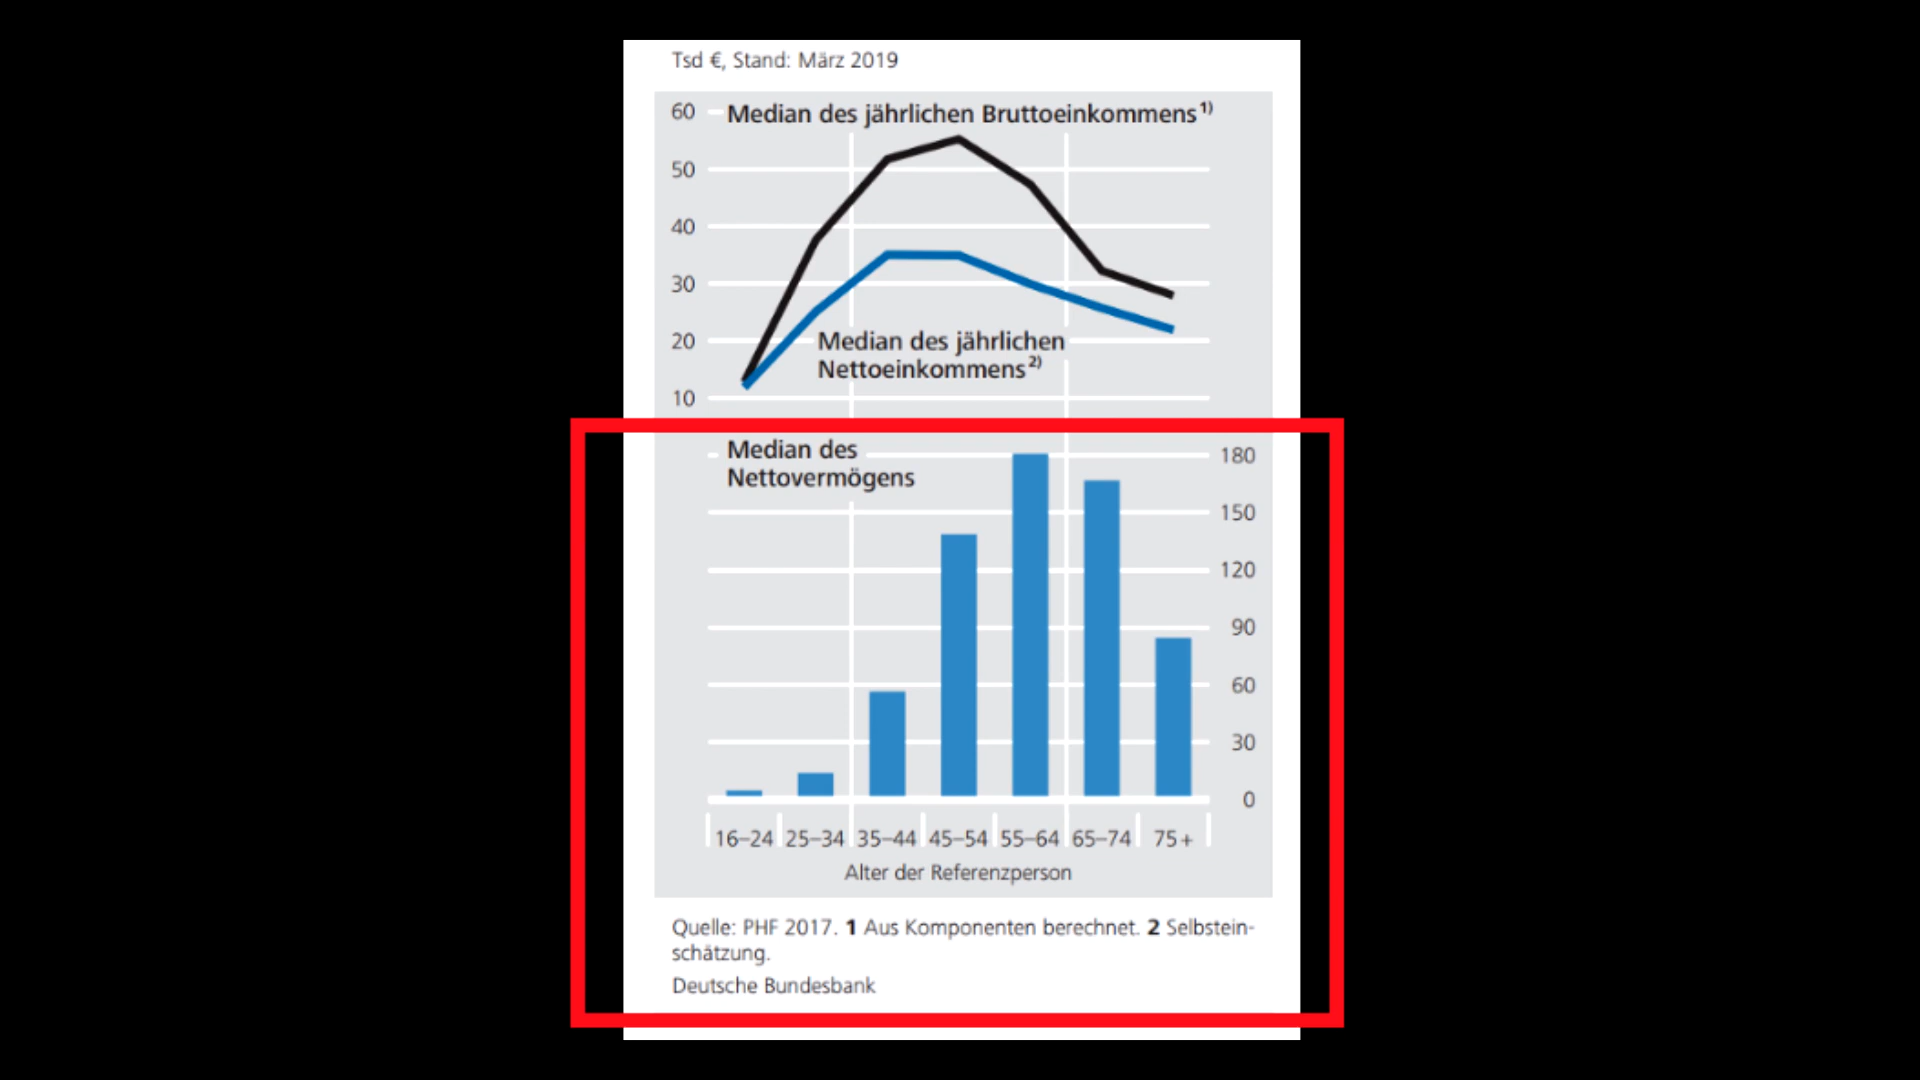 Tsd €, Stand: März 2019
60
Median des jährlichen Bruttoeinkommens 1)
50
40
30
20
Median des jährlichen
Nettoeinkommens 2)
10
Median des
Nettovermögens
180
150
120
90
60
30
0
16–24 25–34 35–44 45–54 55–64 65–74 75+
Alter der Referenzperson
Quelle: PHF 2017. 1 Aus Komponenten berechnet. 2 Selbstein-
schätzung.
Deutsche Bundesbank